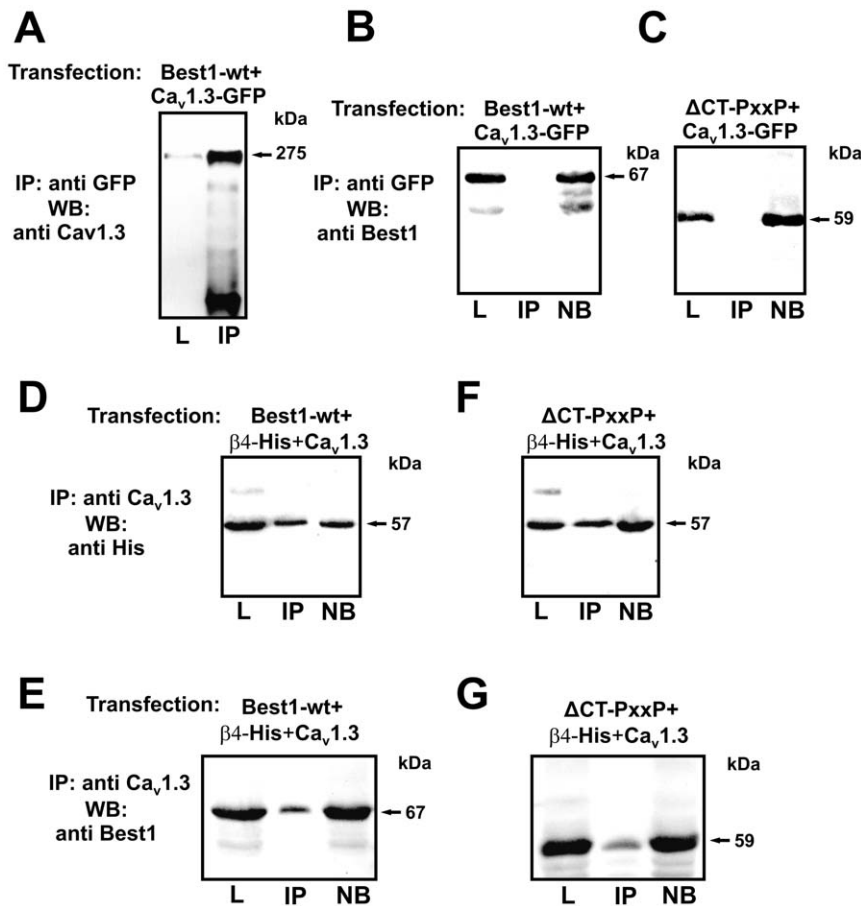 A
Transfection: Best1-wt+
Caᵥ1.3-GFP
kDa
275
IP: anti GFP
WB:
anti Cav1.3
L IP
B
Transfection: Best1-wt+
Caᵥ1.3-GFP
kDa
67
IP: anti GFP
WB:
anti Best1
L IP NB
C
ΔCT-PxxP+
Caᵥ1.3-GFP
kDa
59
L IP NB
D
Transfection: Best1-wt+
β4-His+Caᵥ1.3
kDa
IP: anti Caᵥ1.3
WB:
anti His
57
L IP NB
F
ΔCT-PxxP+
β4-His+Caᵥ1.3
kDa
57
L IP NB
E
Transfection: Best1-wt+
β4-His+Caᵥ1.3
kDa
IP: anti Caᵥ1.3
WB:
anti Best1
67
L IP NB
G
ΔCT-PxxP+
β4-His+Caᵥ1.3
kDa
59
L IP NB